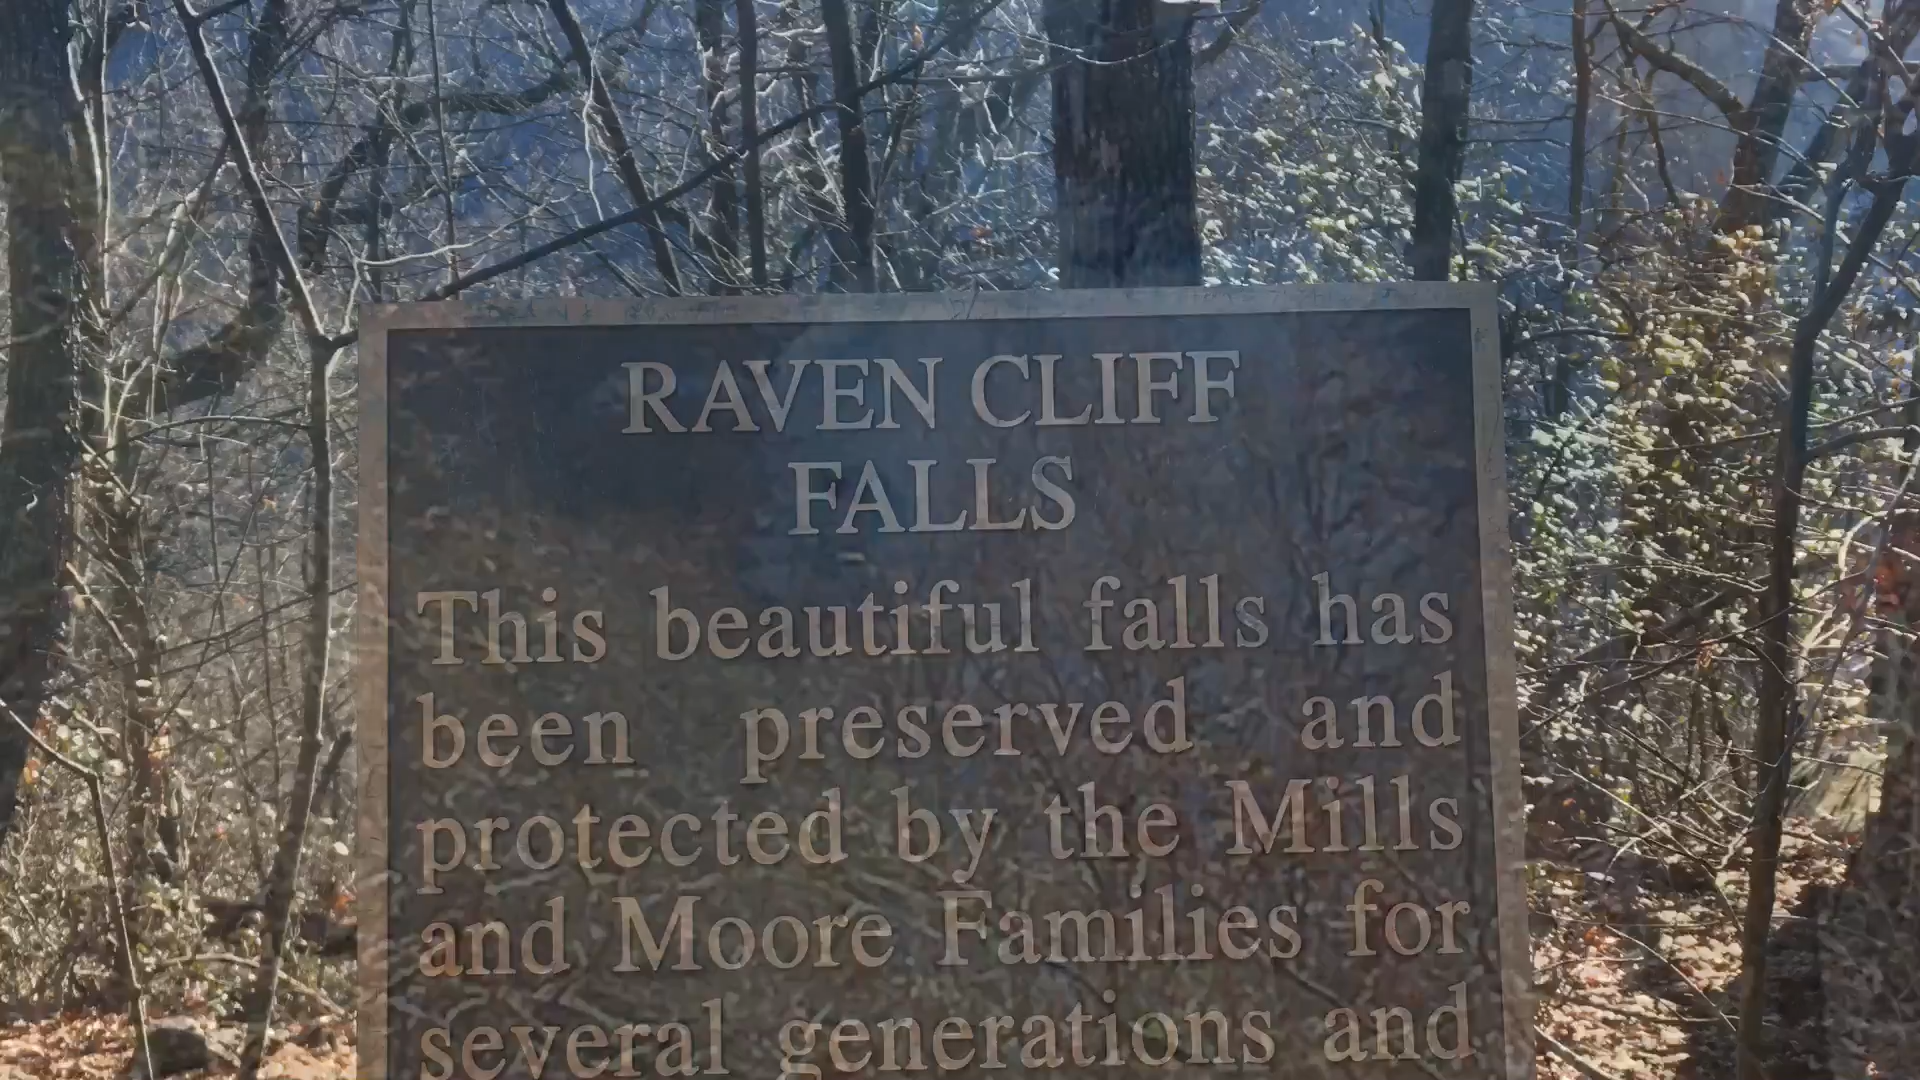 RAVEN CLIFF
FALLS
This beautiful falls has
been preserved and
protected by the Mills
and Moore Families for
several generations and